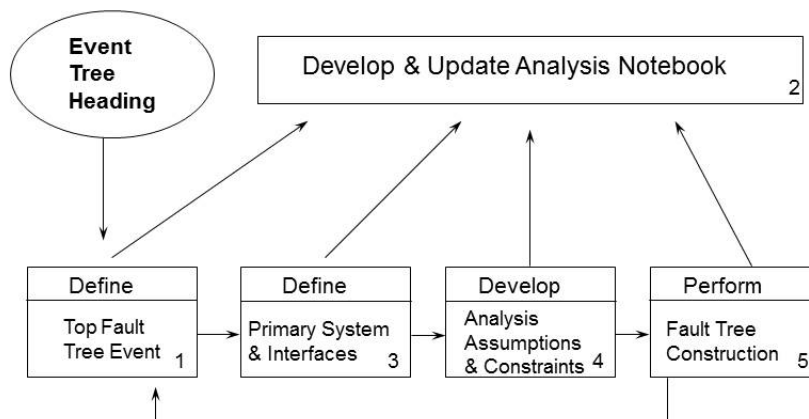 Event
Tree
Heading
Develop & Update Analysis Notebook
2
Define
Top Fault
Tree Event
1
Define
Primary System
& Interfaces
3
Develop
Analysis
Assumptions
& Constraints
4
Perform
Fault Tree
Construction
5